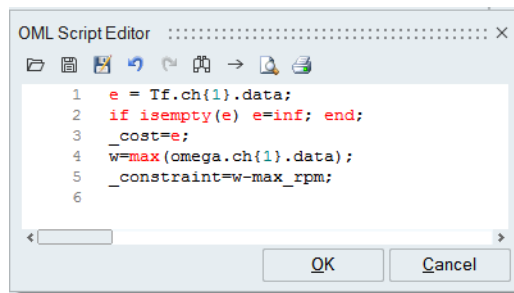 OML Script Editor
1 e = Tf.ch{1}.data;
2 if isempty(e) e=inf; end;
3 _cost=e;
4 w=max(omega.ch{1}.data);
5 _constraint=w-max_rpm;
6
OK Cancel